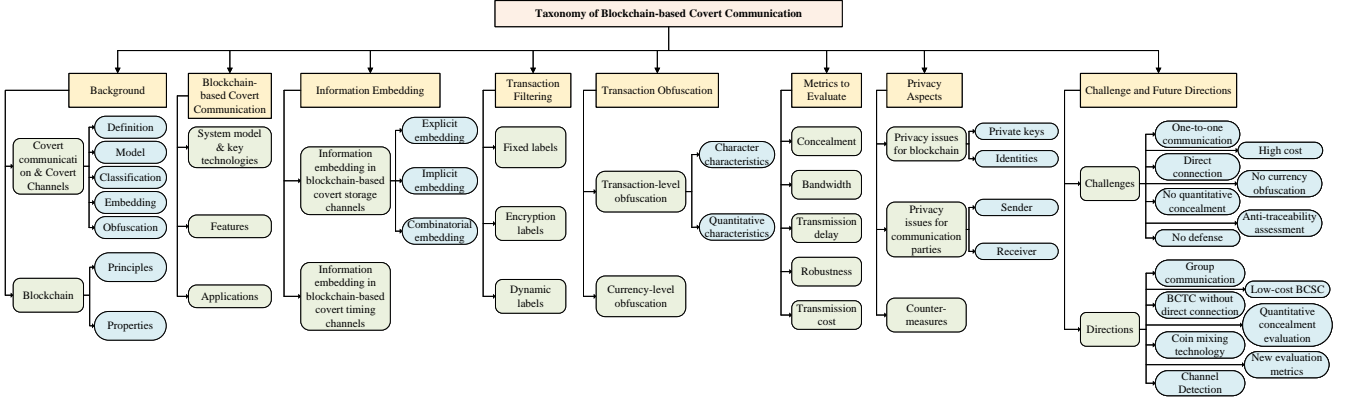 Taxonomy of Blockchain-based Covert Communication
Background
Covert
communicati
on & Covert
Channels
Definition
Model
Classification
Embedding
Obfuscation
Blockchain
Principles
Properties
Blockchain-
based Covert
Communication
System model
& key
technologies
Features
Applications
Information Embedding
Information
embedding in
blockchain-based
covert storage
channels
Explicit
embedding
Implicit
embedding
Combinatorial
embedding
Information
embedding in
blockchain-based
covert timing
channels
Transaction
Filtering
Fixed labels
Encryption
labels
Dynamic
labels
Transaction Obfuscation
Transaction-level
obfuscation
Character
characteristics
Quantitative
characteristics
Currency-level
obfuscation
Metrics to
Evaluate
Concealment
Bandwidth
Transmission
delay
Robustness
Transmission
cost
Privacy
Aspects
Privacy issues
for blockchain
Private keys
Identities
Privacy
issues for
communication
parties
Sender
Receiver
Counter-
measures
Challenge and Future Directions
Challenges
One-to-one
communication
High cost
Direct
connection
No currency
obfuscation
No quantitative
concealment
Anti-traceability
assessment
No defense
Directions
Group
communication
Low-cost BCSC
BCTC without
direct connection
Quantitative
concealment
evaluation
Coin mixing
technology
New evaluation
metrics
Channel
Detection